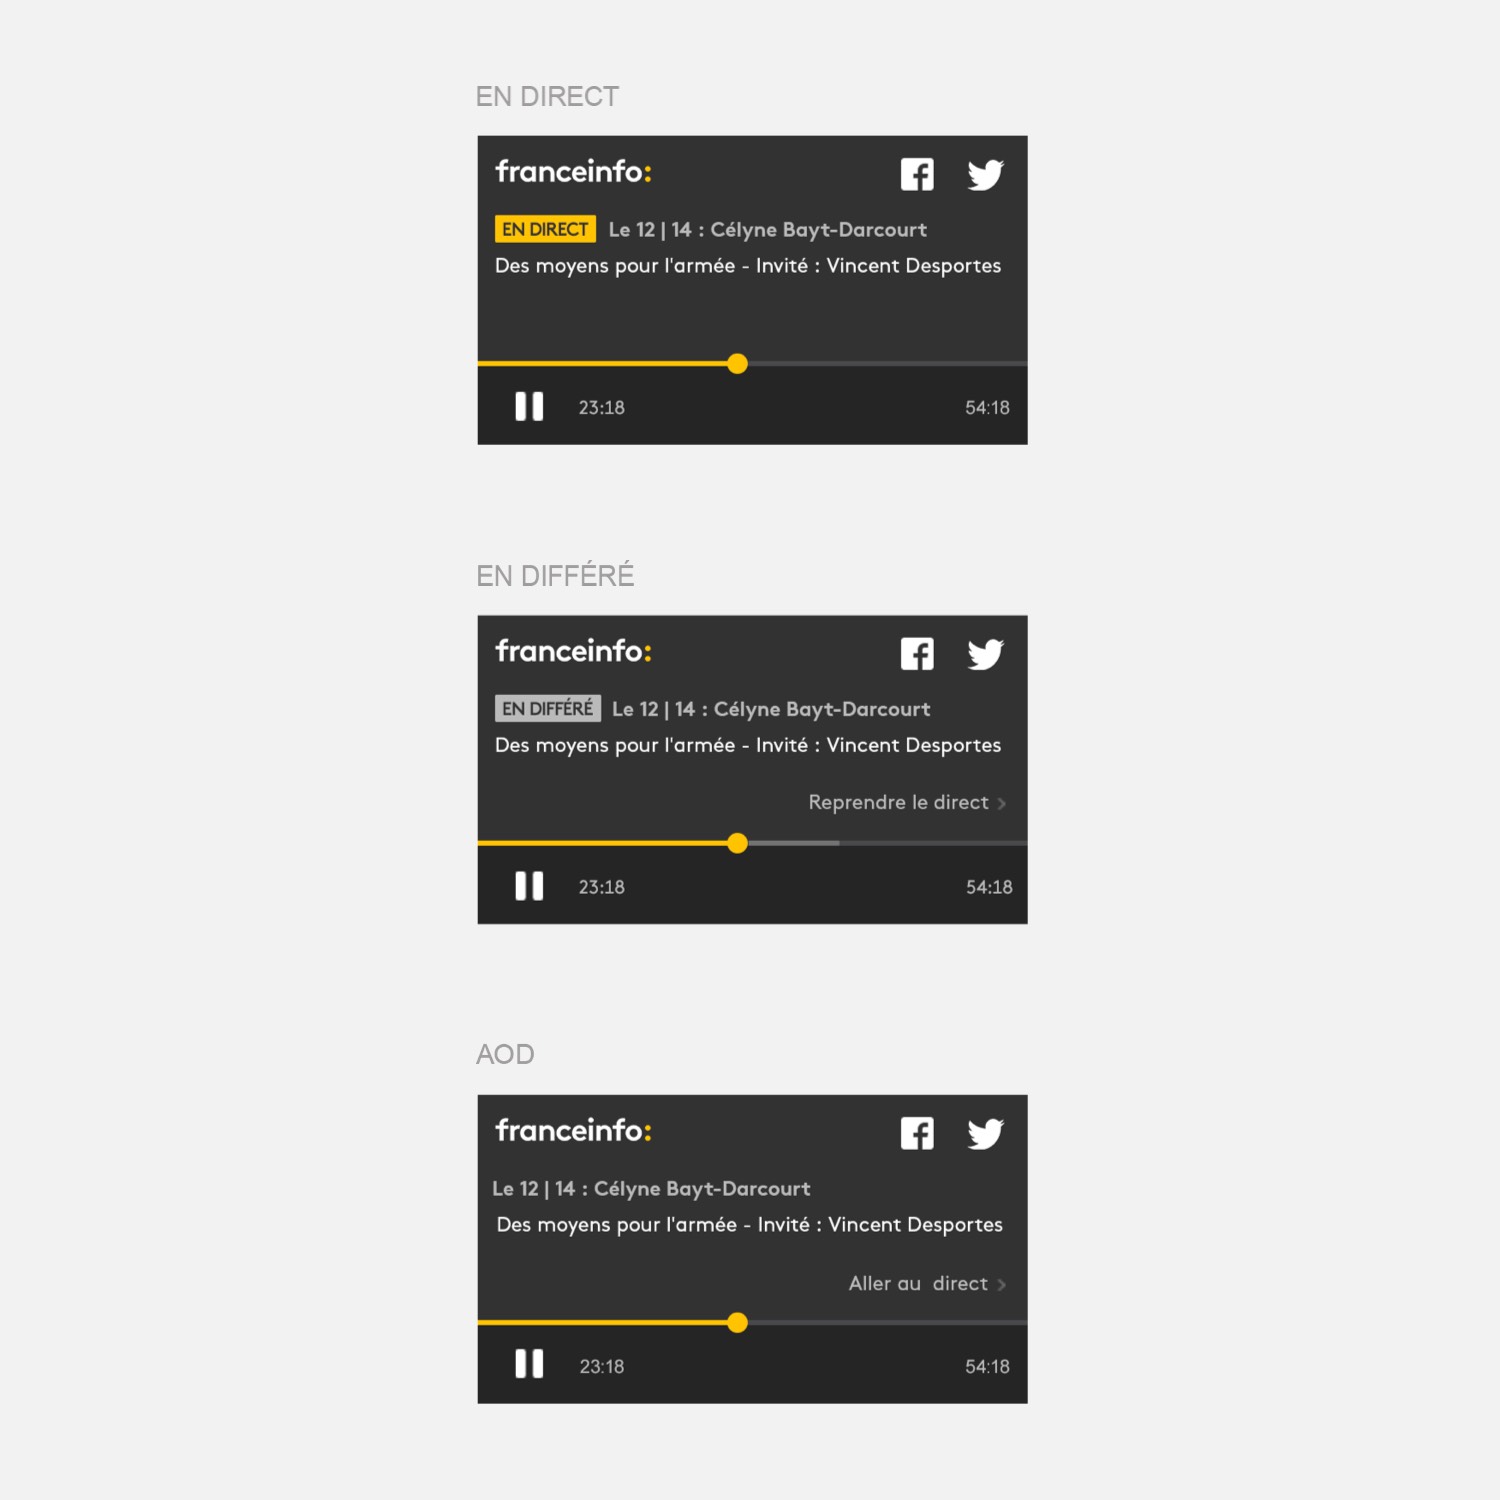 EN DIRECT
franceinfo:
EN DIRECT Le 12 | 14 : Célyne Bayt-Darcourt
Des moyens pour l'armée - Invité : Vincent Desportes
23:18 54:18
EN DIFFÉRÉ
franceinfo:
EN DIFFÉRÉ Le 12 | 14 : Célyne Bayt-Darcourt
Des moyens pour l'armée - Invité : Vincent Desportes
Reprendre le direct >
23:18 54:18
AOD
franceinfo:
Le 12 | 14 : Célyne Bayt-Darcourt
Des moyens pour l'armée - Invité : Vincent Desportes
Aller au direct >
23:18 54:18